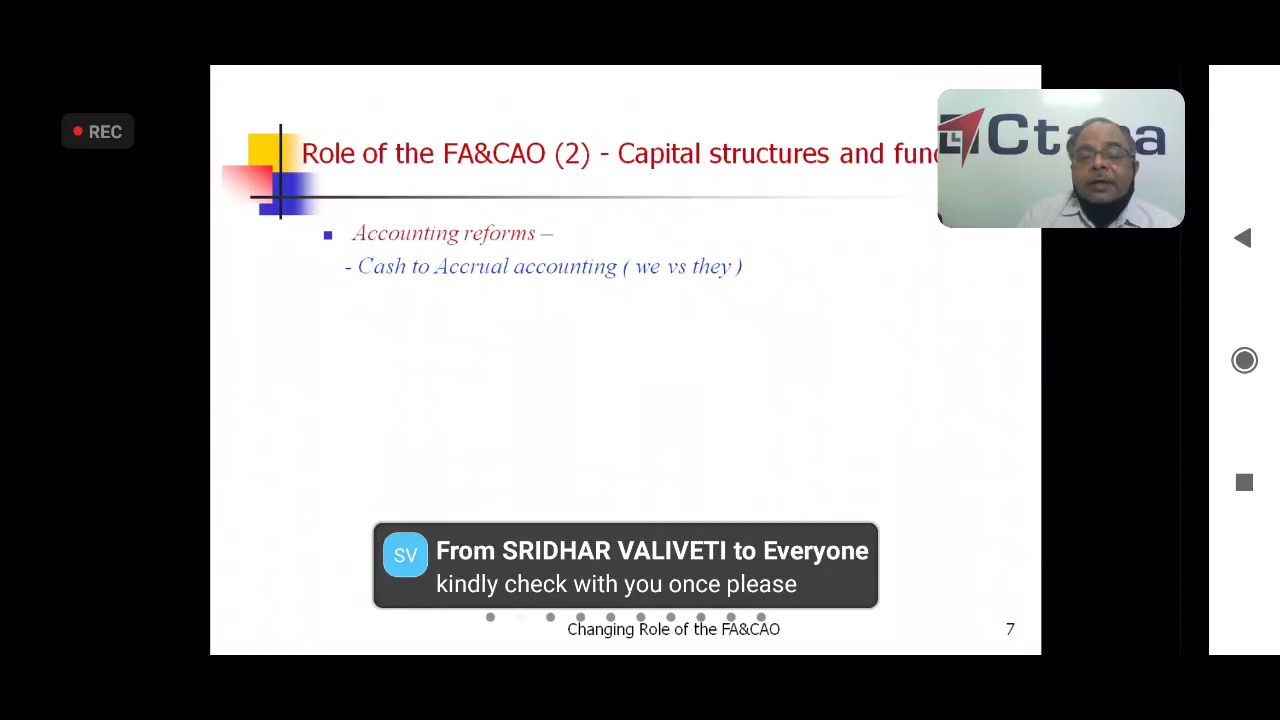 REC
Role of the FA&CAO (2) - Capital structures and
Accounting reforms –
- Cash to Accrual accounting ( we vs they )
SV
From SRIDHAR VALIVETI to Everyone
kindly check with you once please
Changing Role of the FA&CAO
7